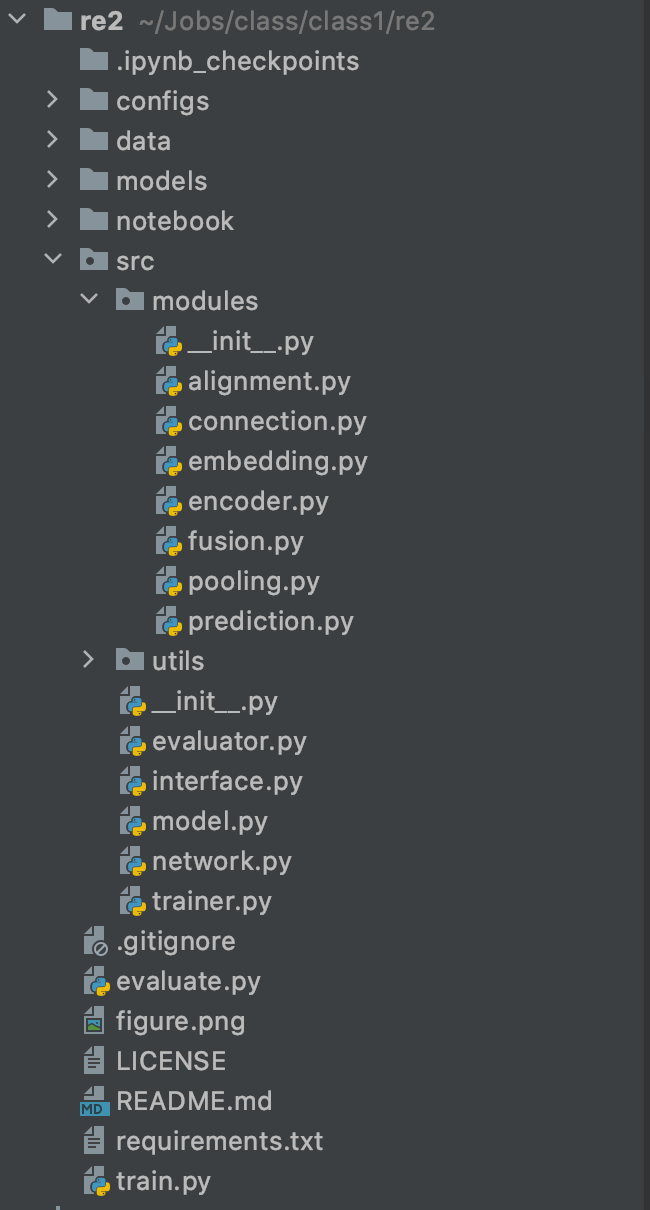 re2 ~/Jobs/class/class1/re2
.ipynb_checkpoints
configs
data
models
notebook
src
modules
__init__.py
alignment.py
connection.py
embedding.py
encoder.py
fusion.py
pooling.py
prediction.py
utils
__init__.py
evaluator.py
interface.py
model.py
network.py
trainer.py
.gitignore
evaluate.py
figure.png
LICENSE
MD README.md
requirements.txt
train.py